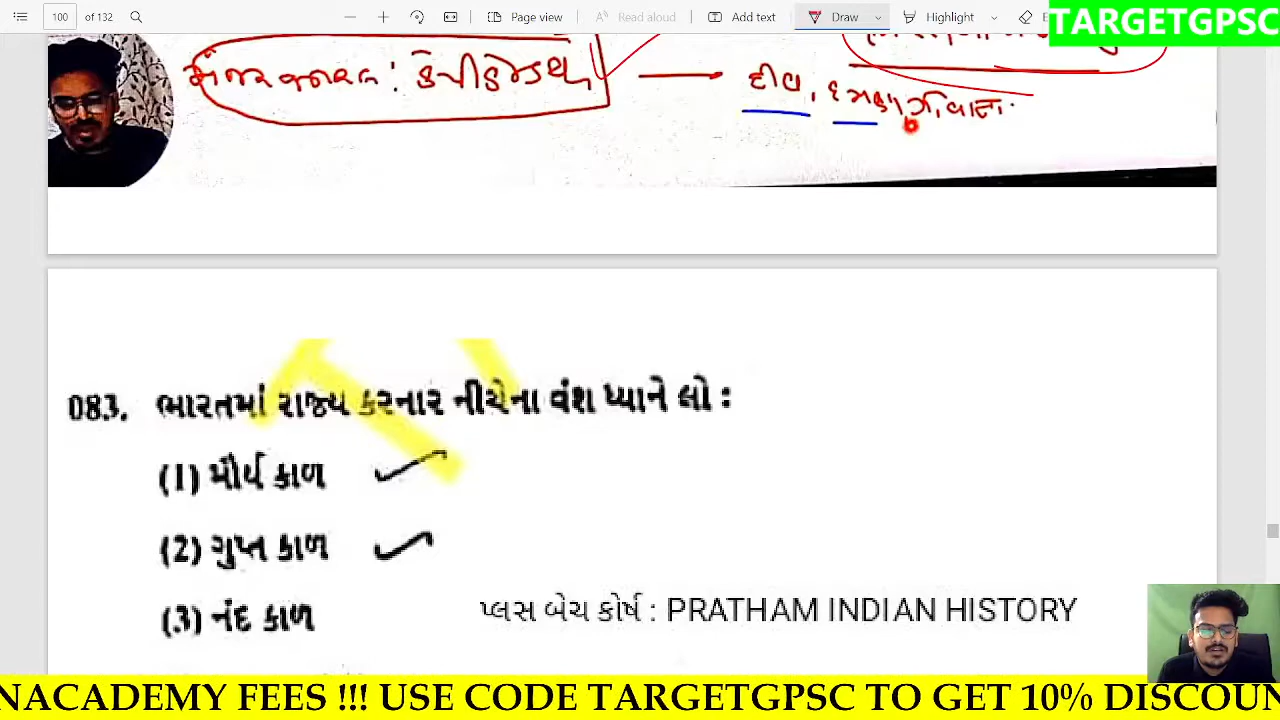 100 of 132
Page view
Read aloud
Add text
Draw
Highlight
TARGETGPSC
083. ભારતમાં રાજ્ય કરનાર નીચેના વંશ ધ્યાને લો :
(1) મૌર્ય કાળ
(2) ગુપ્ત કાળ
(3) નંદ કાળ
પ્લસ બેચ કોર્ષ : PRATHAM INDIAN HISTORY
NACADEMY FEES !!! USE CODE TARGETGPSC TO GET 10% DISCOUN